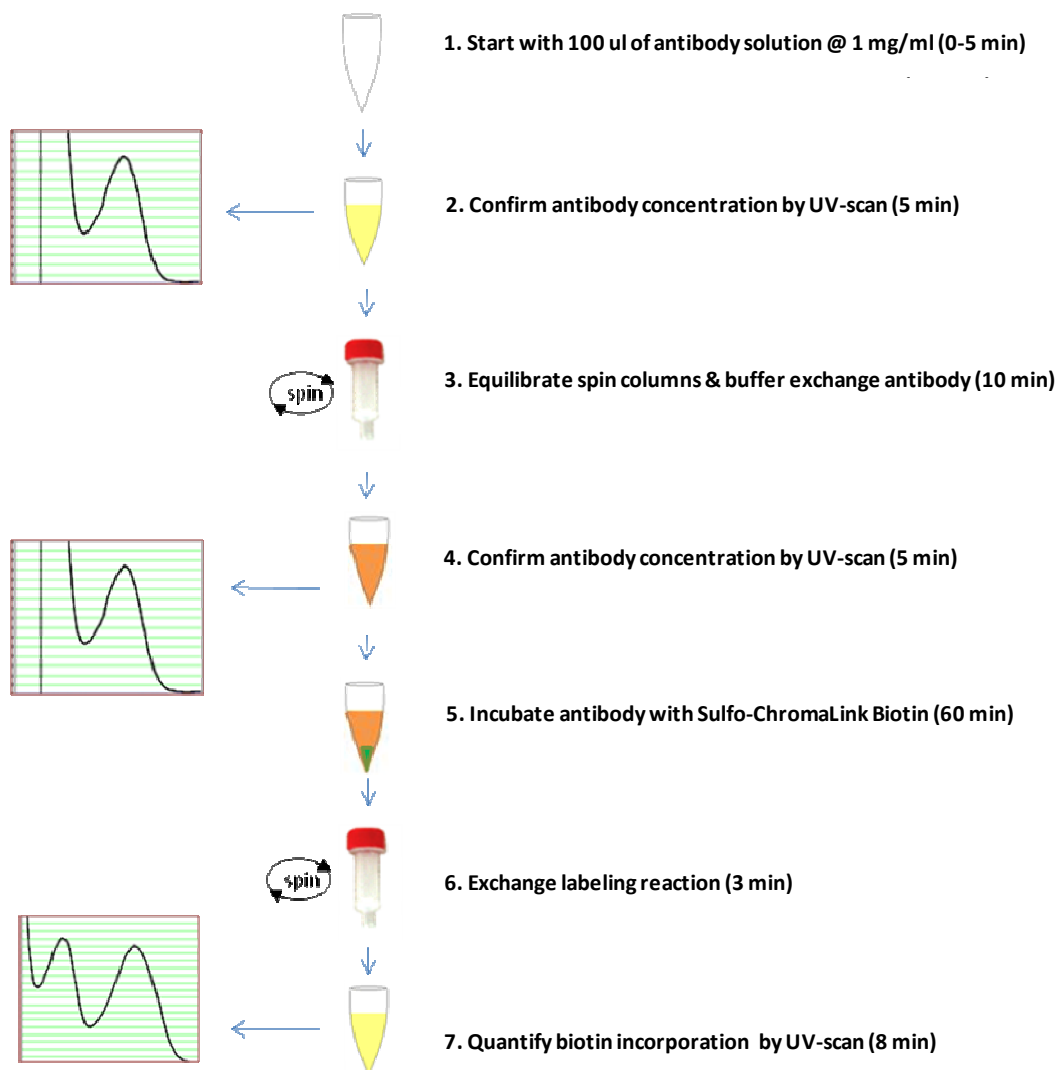 1. Start with 100 ul of antibody solution @ 1 mg/ml (0-5 min)
2. Confirm antibody concentration by UV-scan (5 min)
spin
3. Equilibrate spin columns & buffer exchange antibody (10 min)
4. Confirm antibody concentration by UV-scan (5 min)
5. Incubate antibody with Sulfo-ChromaLink Biotin (60 min)
spin
6. Exchange labeling reaction (3 min)
7. Quantify biotin incorporation by UV-scan (8 min)